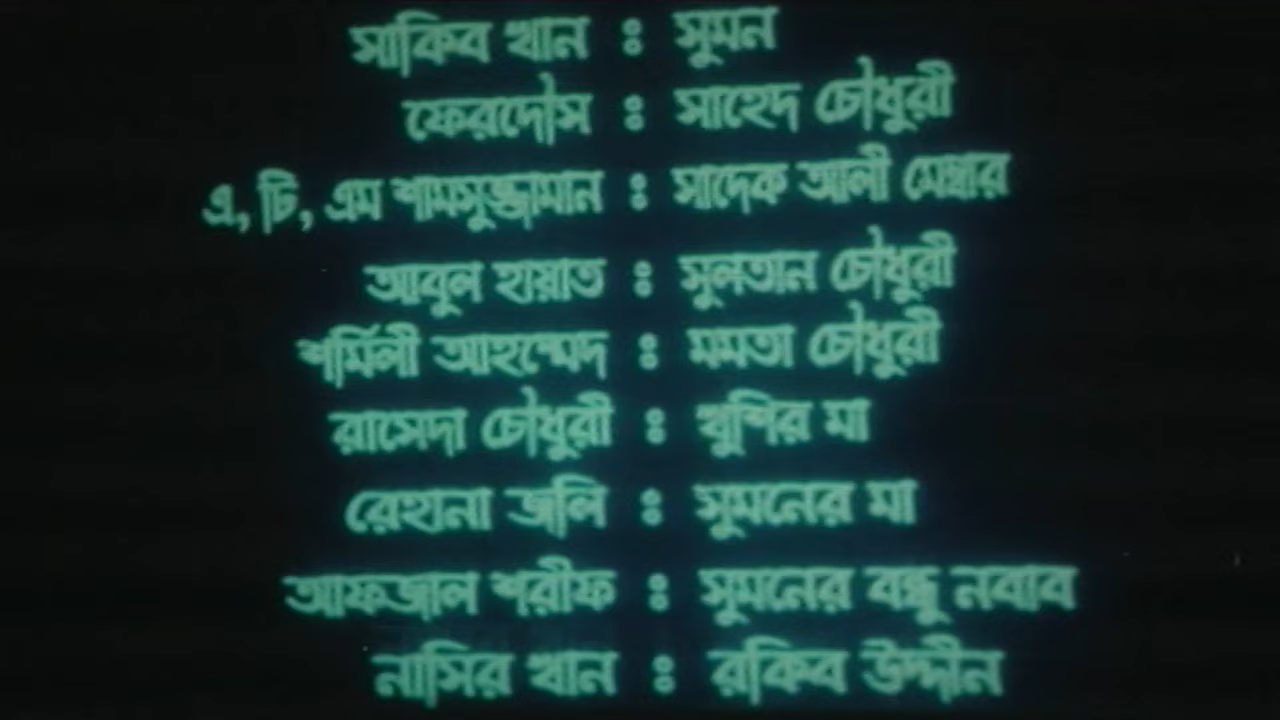 সাকিব খান : সুমন
ফেরদৌস : সাহেদ চৌধুরী
এ, টি, এম শামসুজ্জামান : সাদেক আলী মেম্বার
আবুল হায়াত : সুলতান চৌধুরী
শর্মিলী আহম্মেদ : মমতা চৌধুরী
রাসেদা চৌধুরী : খুশির মা
রেহানা জলি : সুমনের মা
আফজাল শরীফ : সুমনের বন্ধু নবাব
নাসির খান : রকিব উদ্দীন